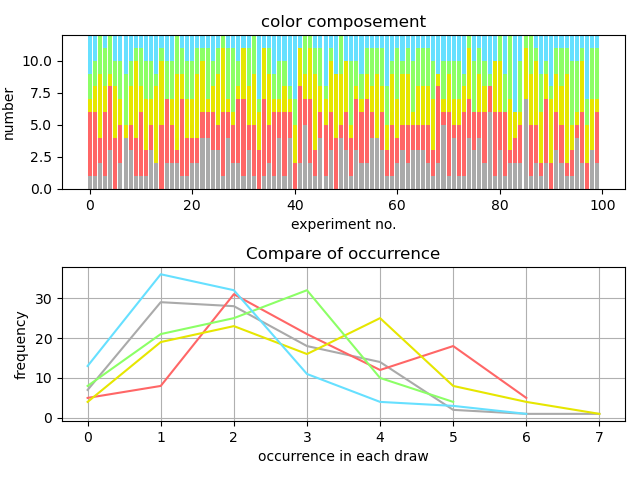 color composement
number
10.0
7.5
5.0
2.5
0.0
0 20 40 60 80 100
experiment no.
Compare of occurrence
frequency
30
20
10
0
0 1 2 3 4 5 6 7
occurrence in each draw